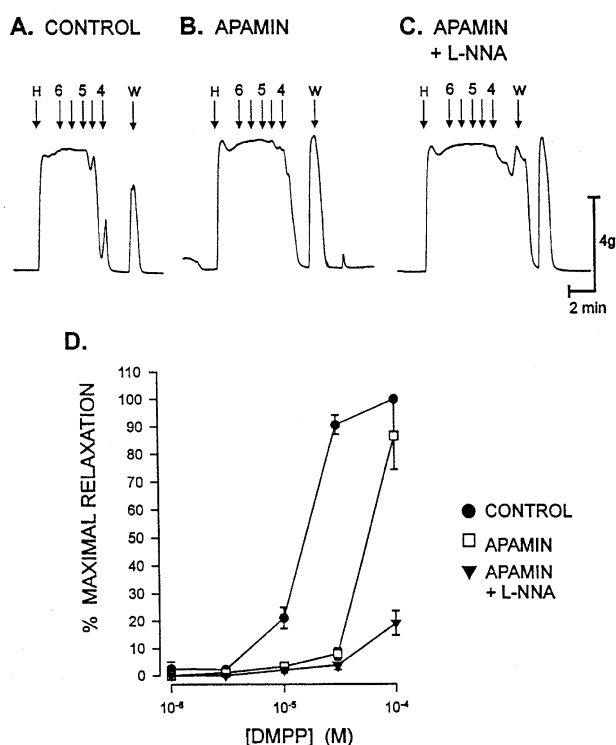 A. CONTROL
B. APAMIN
C. APAMIN
+ L-NNA
H 6 5 4 W
H 6 5 4 W
H 6 5 4 W
4g
2 min
D.
% MAXIMAL RELAXATION
110
100
90
80
70
60
50
40
30
20
10
0
10⁻⁶
10⁻⁵
10⁻⁴
[DMPP] (M)
CONTROL
APAMIN
APAMIN
+ L-NNA